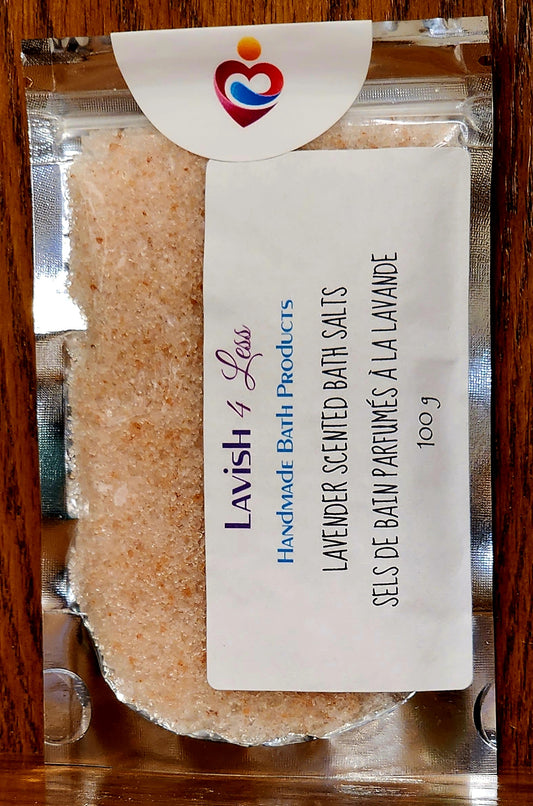 Lavish 4 Less
Handmade Bath Products
LAVENDER SCENTED BATH SALTS
SELS DE BAIN PARFUMÉS À LA LAVANDE
100 g